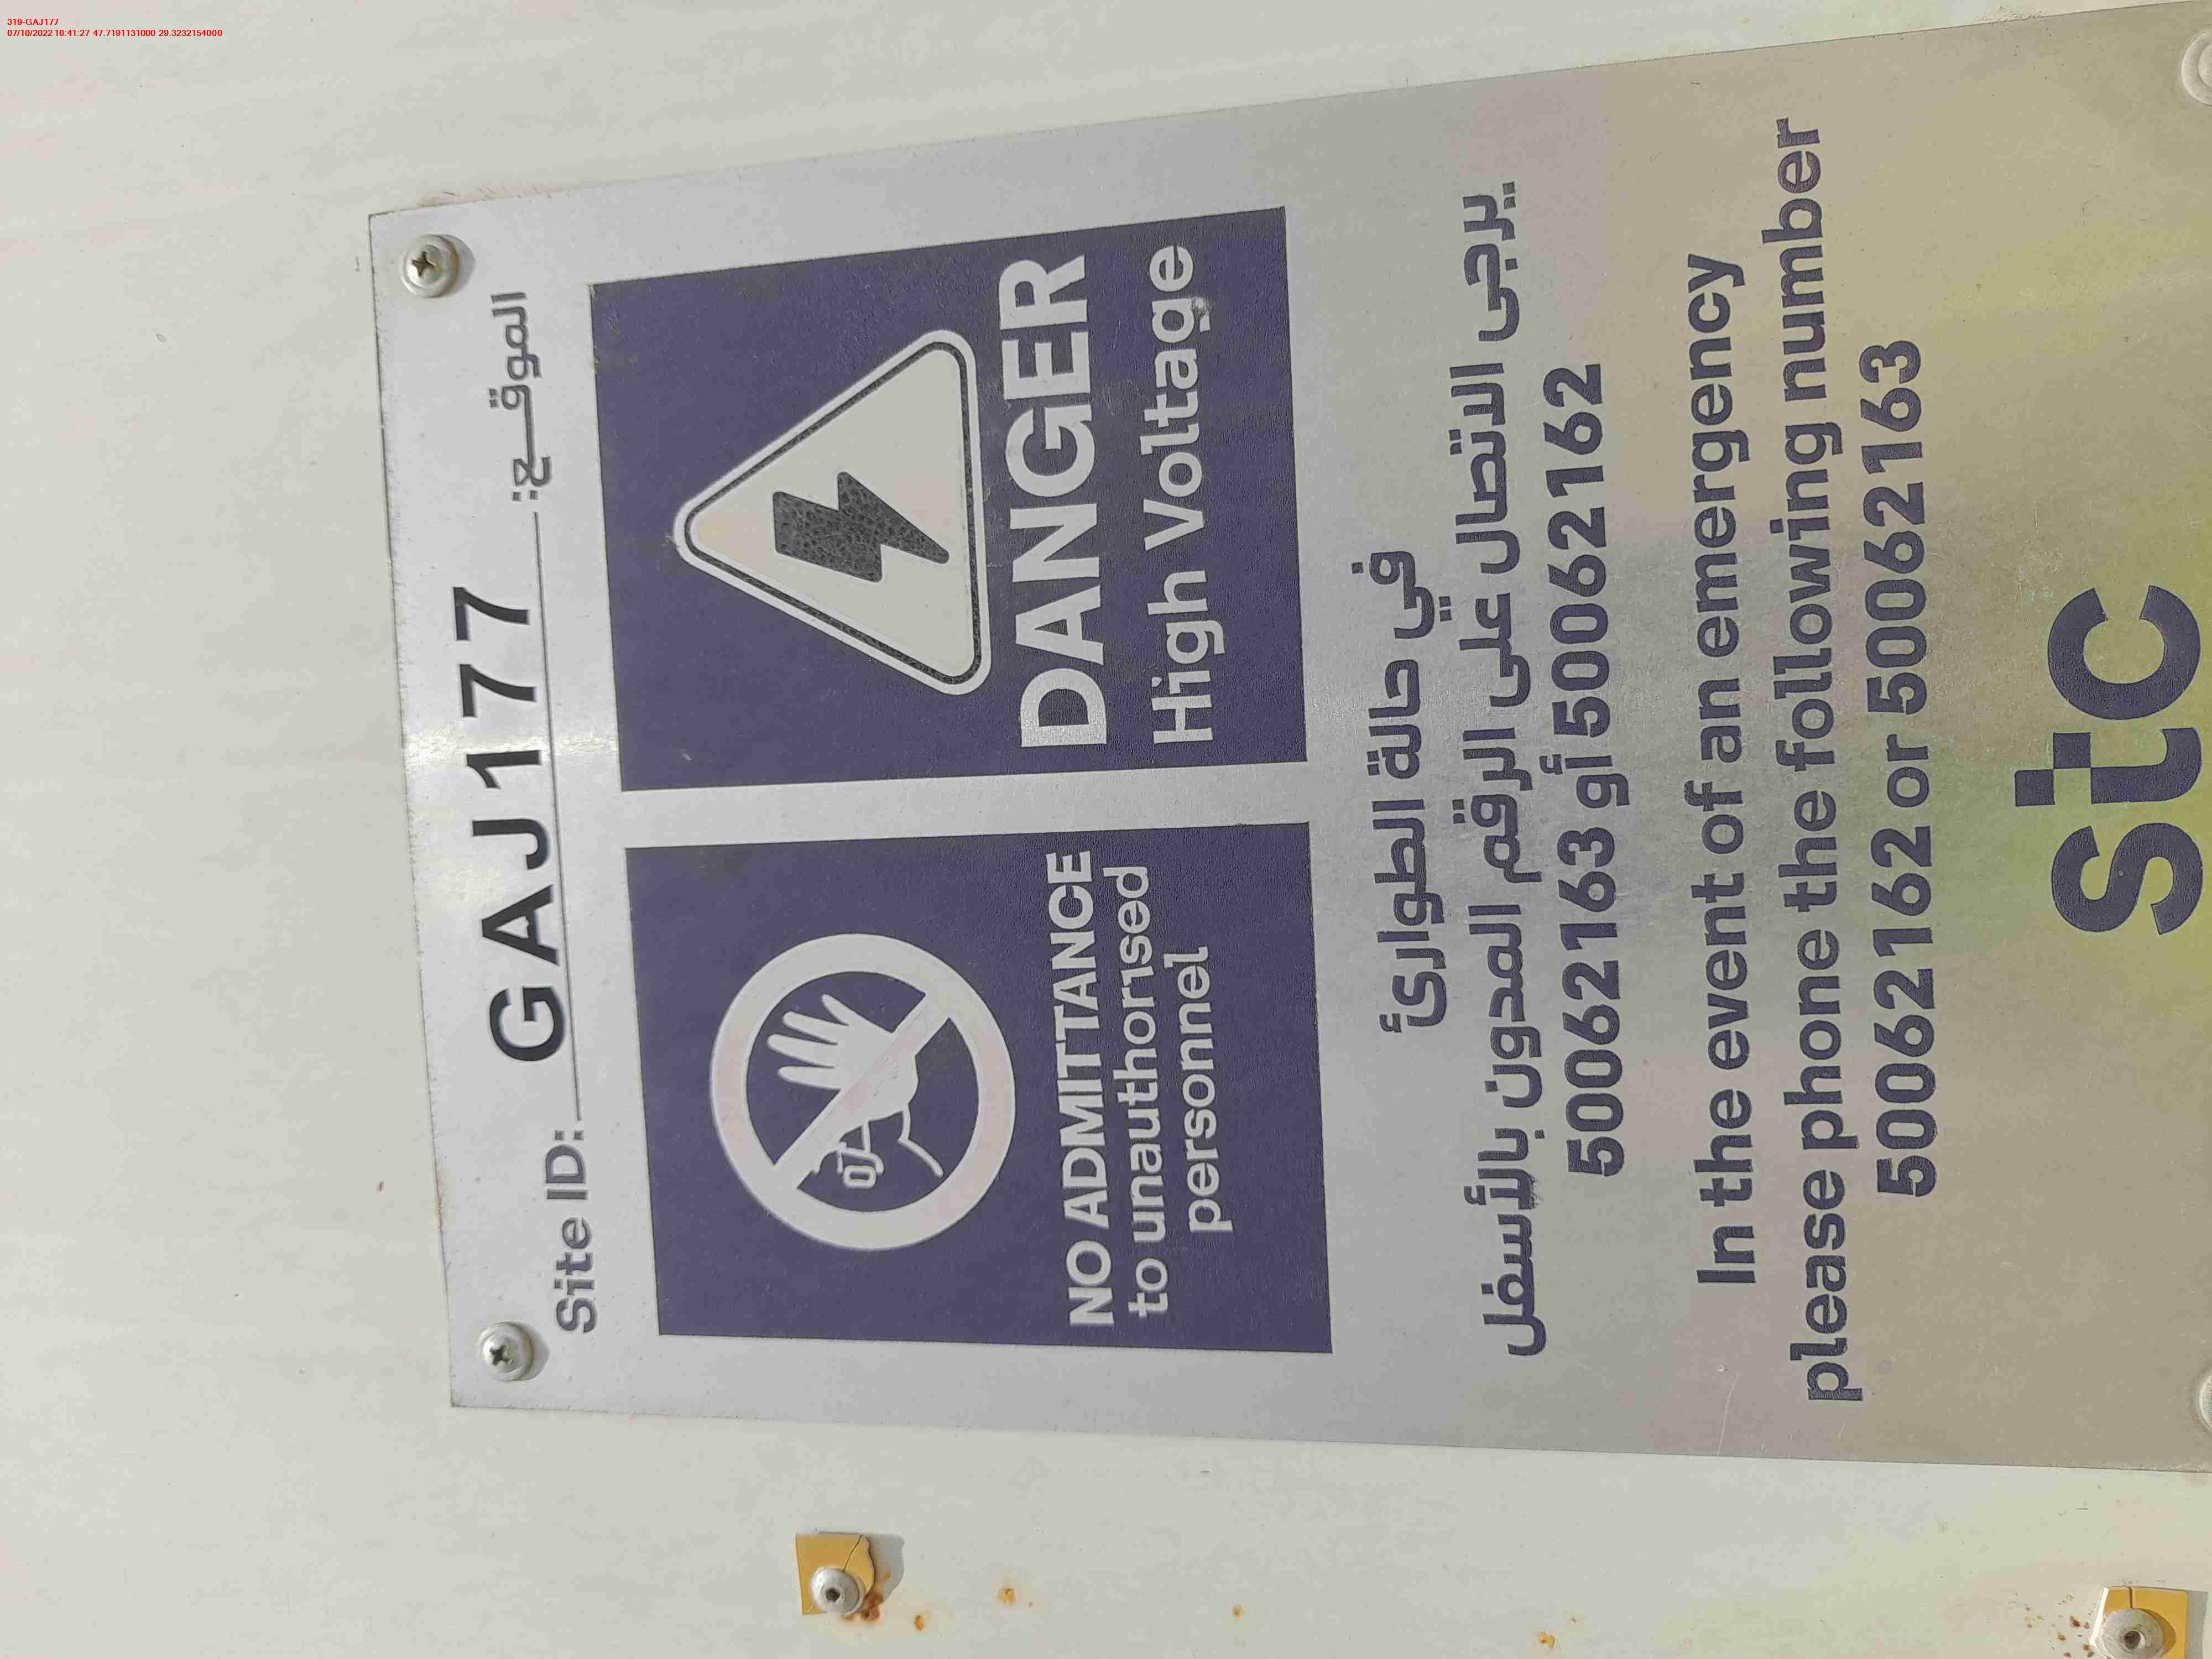 319-GAJ177
07/10/2022 10:41:27 47.7191131000 29.3232154000
Site ID: GAJ177 الموقع:
NO ADMITTANCE
to unauthorised
personnel
DANGER
High Voltage
في حالة الطوارئ
يرجى الاتصال على الرقم المدون بالأسفل
50062163 أو 50062162
In the event of an emergency
please phone the following number
50062162 or 50062163
stc